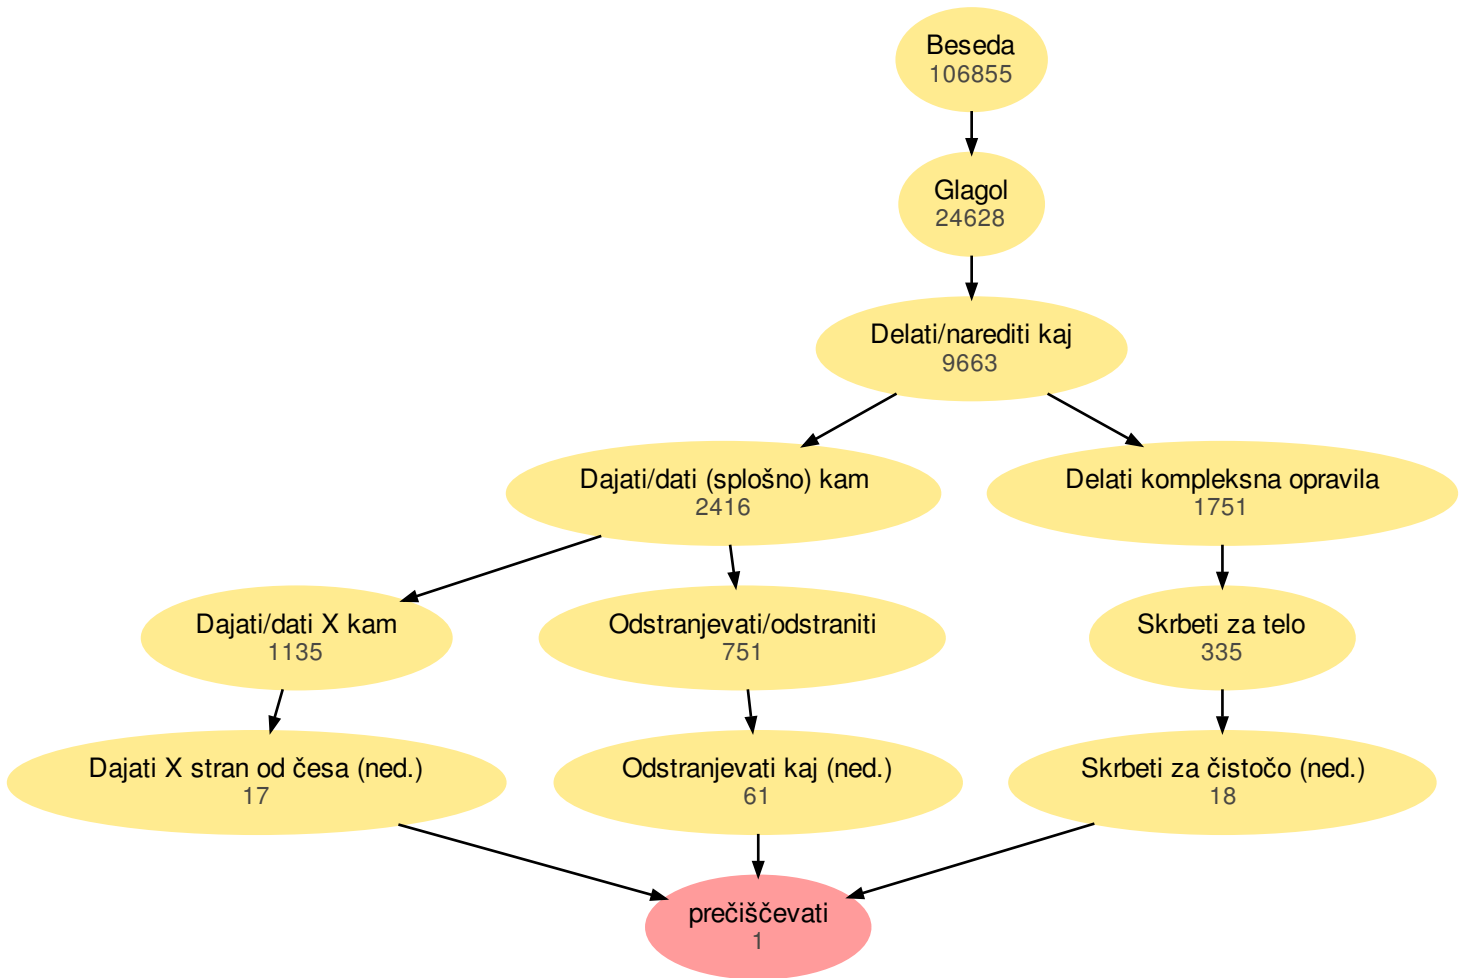 Beseda
106855
Glagol
24628
Delati/narediti kaj
9663
Dajati/dati (splošno) kam
2416
Delati kompleksna opravila
1751
Dajati/dati X kam
1135
Odstranjevati/odstraniti
751
Skrbeti za telo
335
Dajati X stran od česa (ned.)
17
Odstranjevati kaj (ned.)
61
Skrbeti za čistočo (ned.)
18
prečiščevati
1